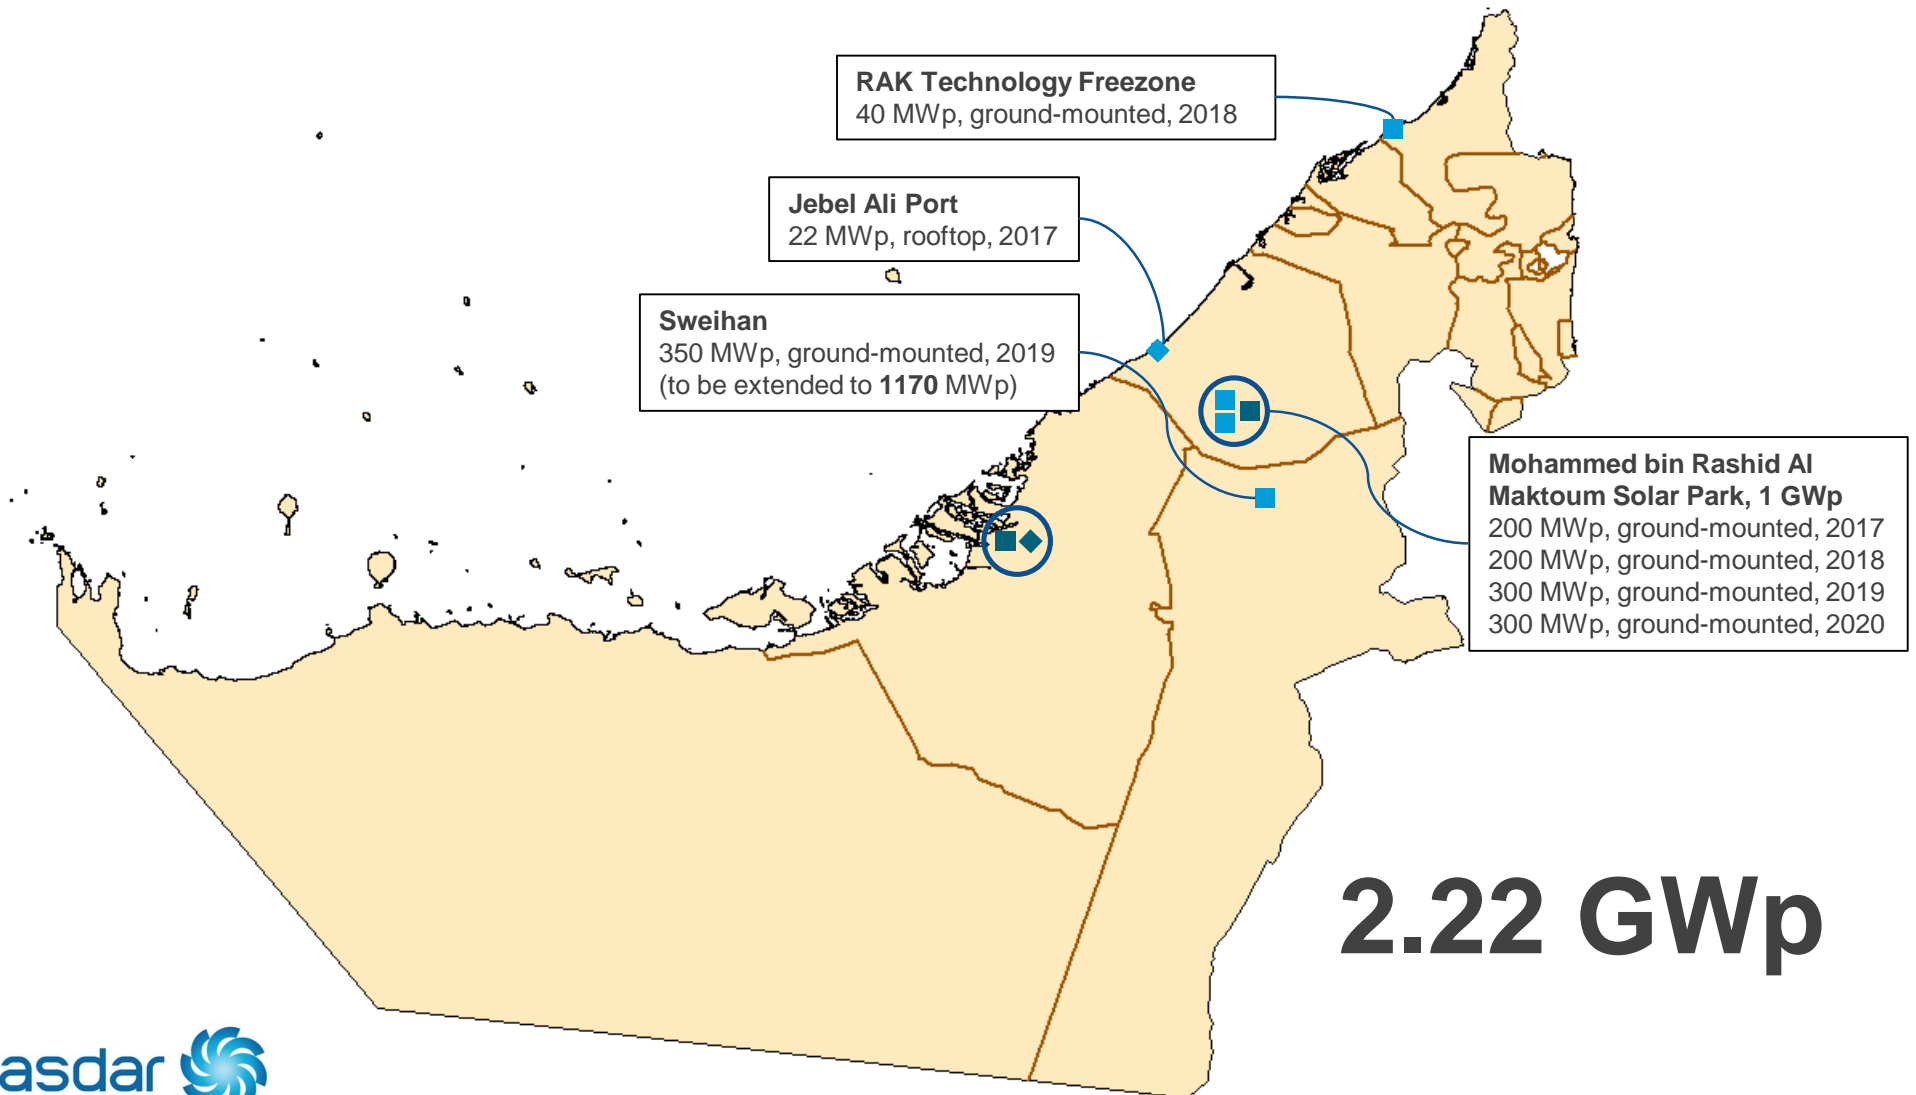 RAK Technology Freezone
40 MWp, ground-mounted, 2018
Jebel Ali Port
22 MWp, rooftop, 2017
Sweihan
350 MWp, ground-mounted, 2019
(to be extended to 1170 MWp)
Mohammed bin Rashid Al
Maktoum Solar Park, 1 GWp
200 MWp, ground-mounted, 2017
200 MWp, ground-mounted, 2018
300 MWp, ground-mounted, 2019
300 MWp, ground-mounted, 2020
2.22 GWp
asdar